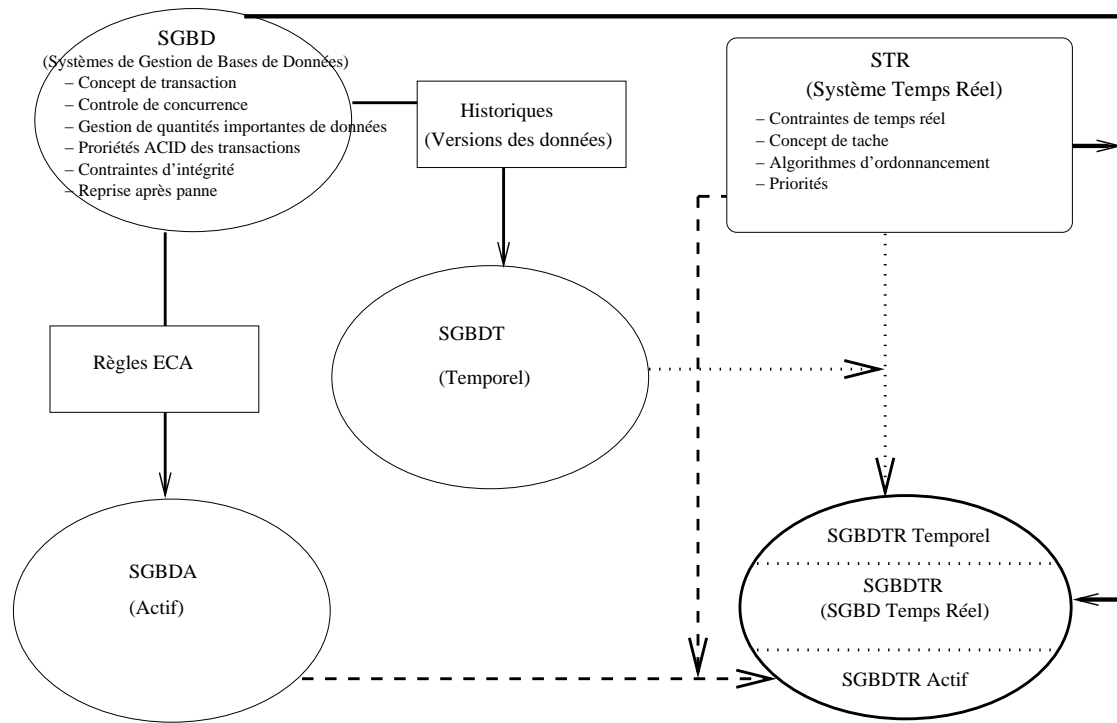 SGBD
(Systèmes de Gestion de Bases de Données)
– Concept de transaction
– Controle de concurrence
– Gestion de quantités importantes de données
– Proriétés ACID des transactions
– Contraintes d'intégrité
– Reprise après panne
Historiques
(Versions des données)
STR
(Système Temps Réel)
– Contraintes de temps réel
– Concept de tache
– Algorithmes d'ordonnancement
– Priorités
Règles ECA
SGBDT
(Temporel)
SGBDA
(Actif)
SGBDTR Temporel
SGBDTR
(SGBD Temps Réel)
SGBDTR Actif